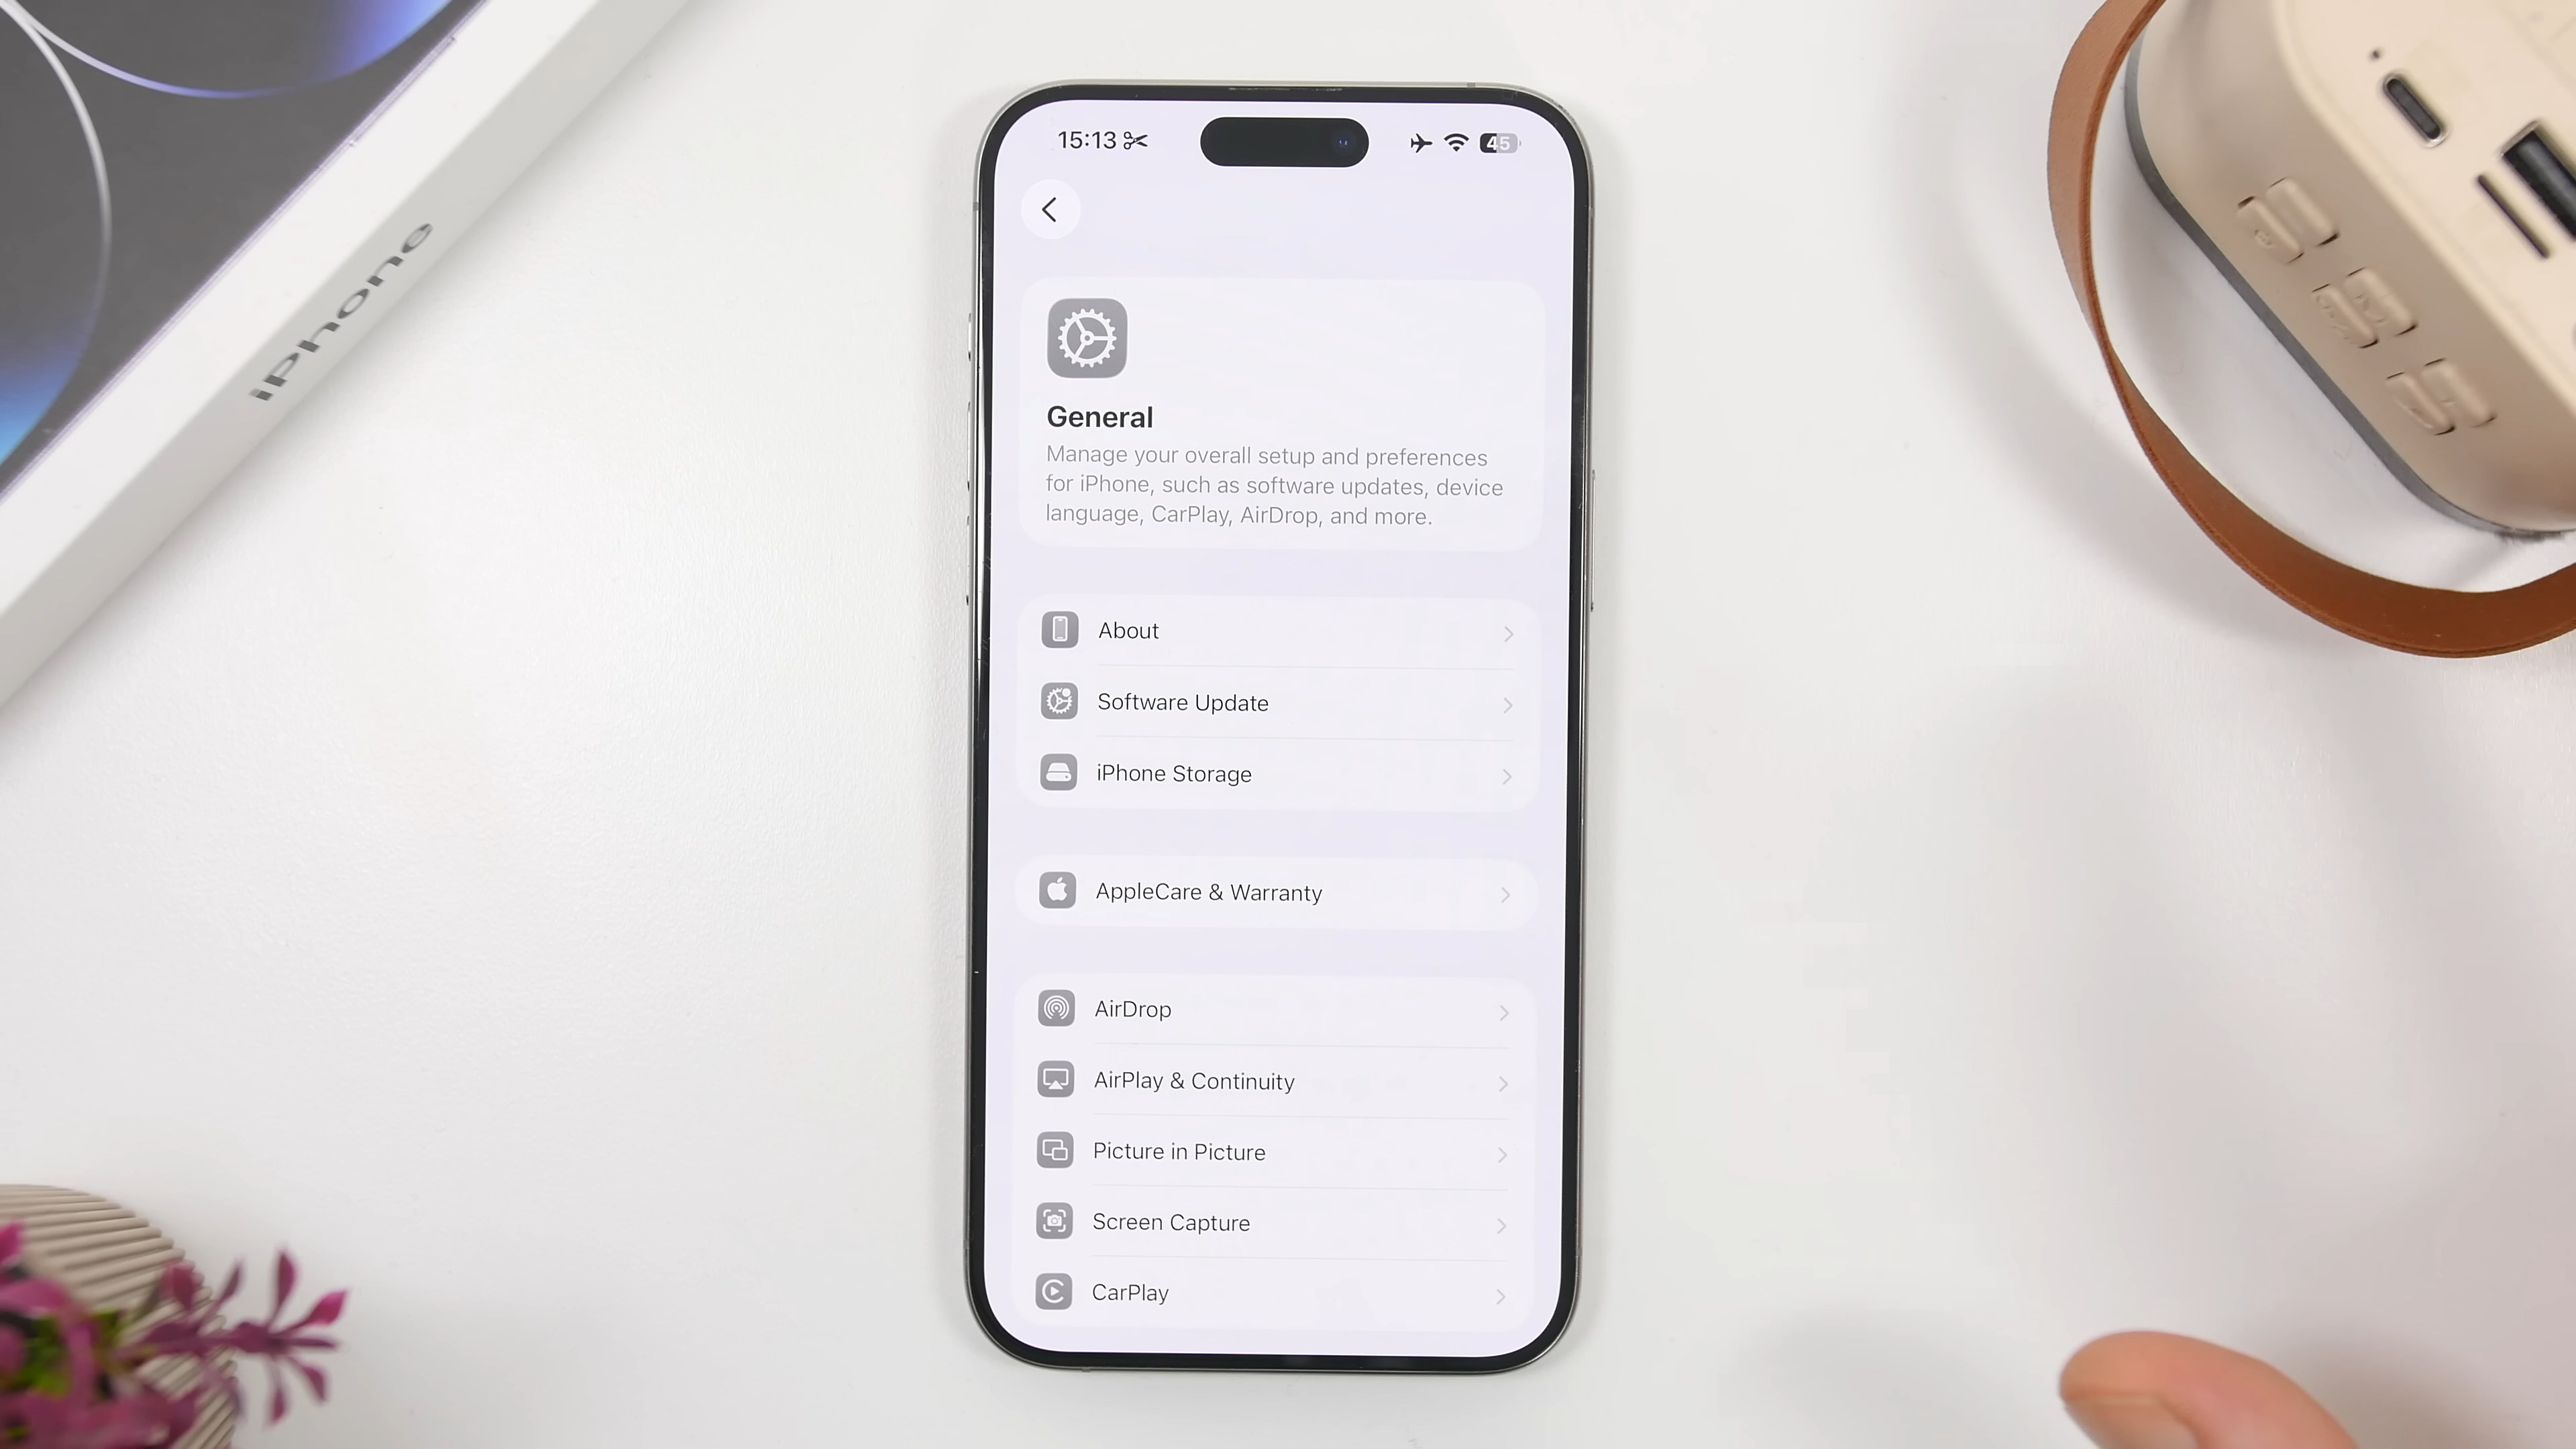 iPhone
15:13
45
General
Manage your overall setup and preferences
for iPhone, such as software updates, device
language, CarPlay, AirDrop, and more.
About
Software Update
iPhone Storage
AppleCare & Warranty
AirDrop
AirPlay & Continuity
Picture in Picture
Screen Capture
CarPlay